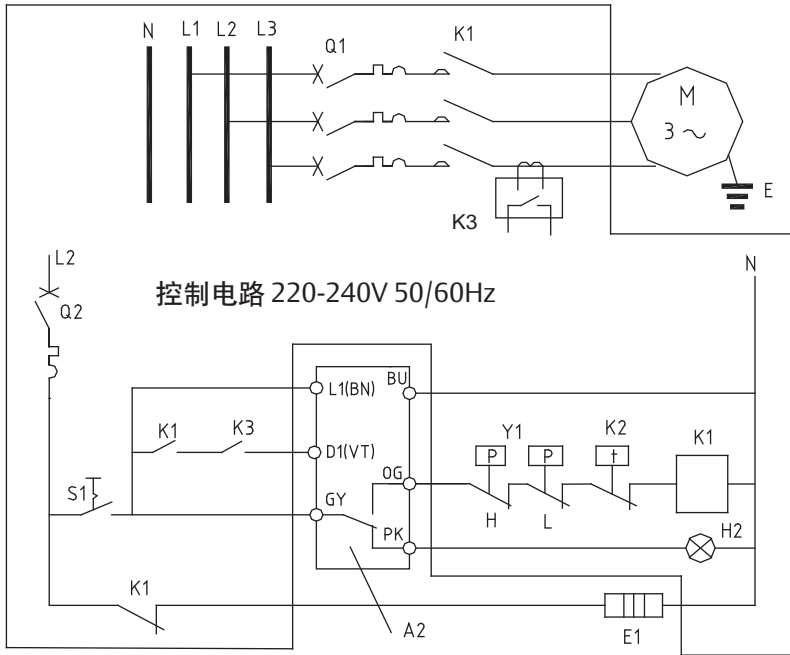 N L1 L2 L3
Q1
K1
M
3 ~
E
K3
L2
N
控制电路 220-240V 50/60Hz
Q2
L1(BN)
BU
K1
K3
D1(VT)
Y1
K2
K1
P
P
t
OG
S1
GY
H
L
H2
PK
K1
A2
E1